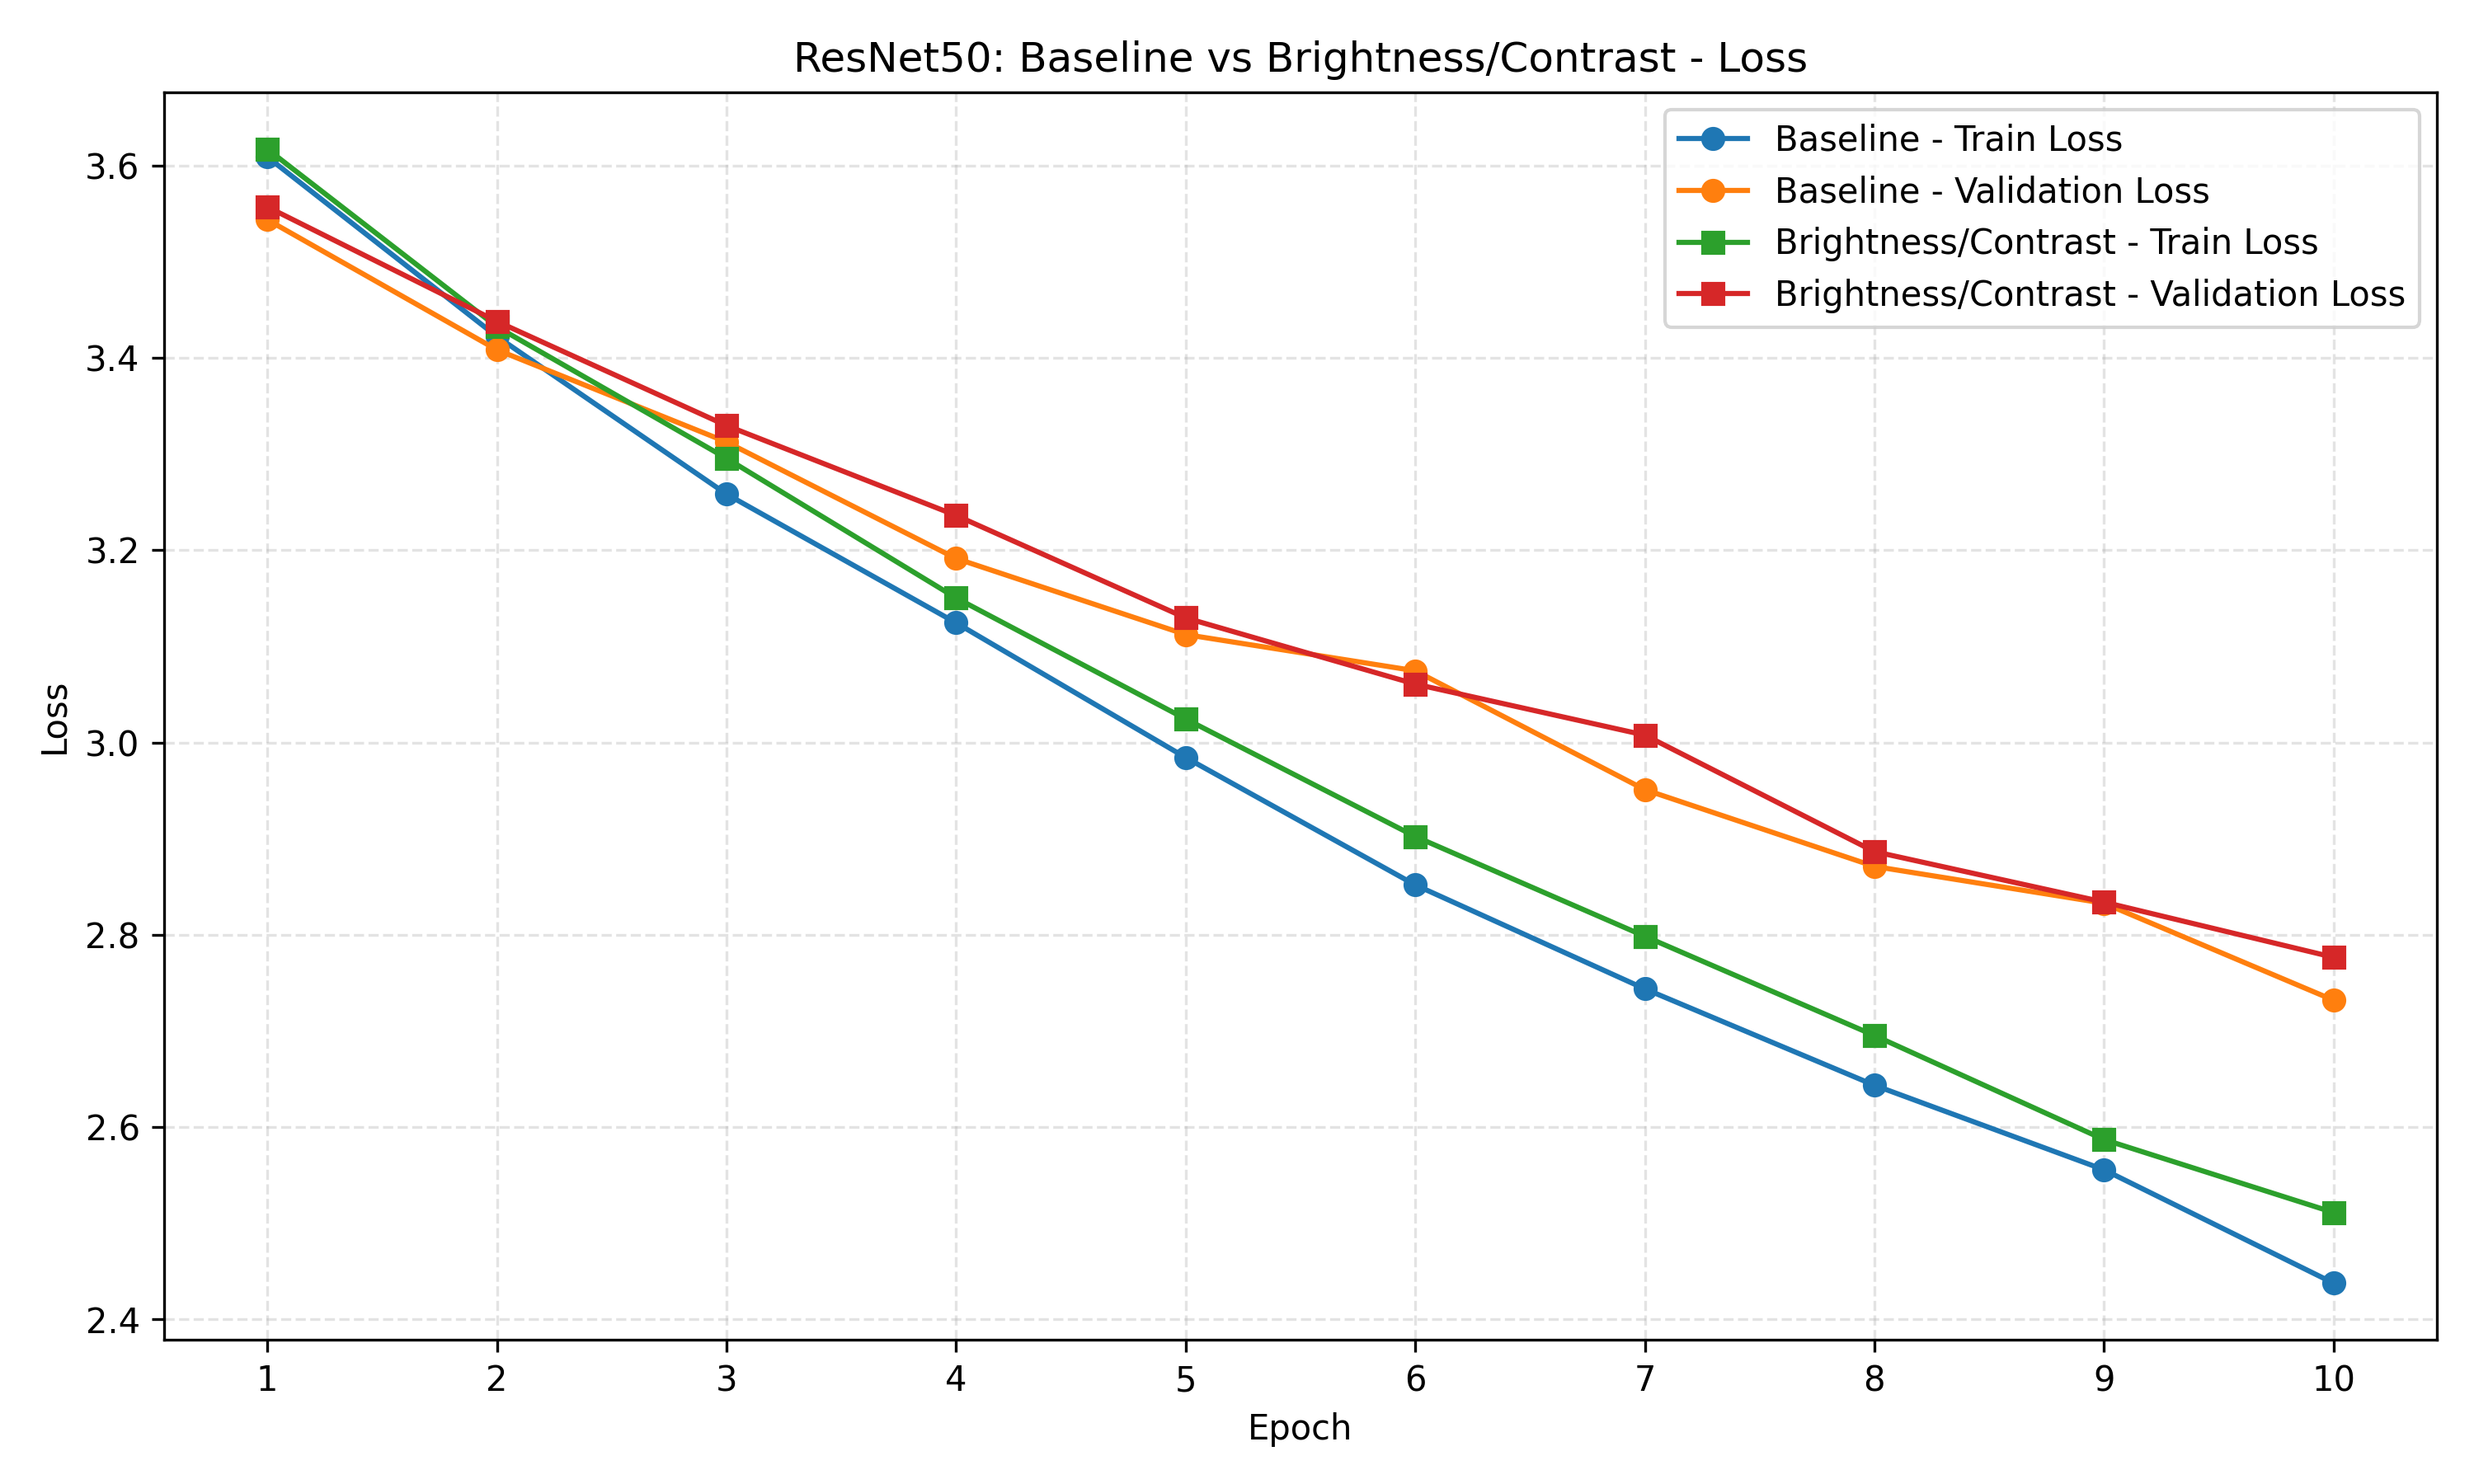 ResNet50: Baseline vs Brightness/Contrast - Loss
Baseline - Train Loss
Baseline - Validation Loss
Brightness/Contrast - Train Loss
Brightness/Contrast - Validation Loss
3.6
3.4
3.2
3.0
2.8
2.6
2.4
Loss
1 2 3 4 5 6 7 8 9 10
Epoch